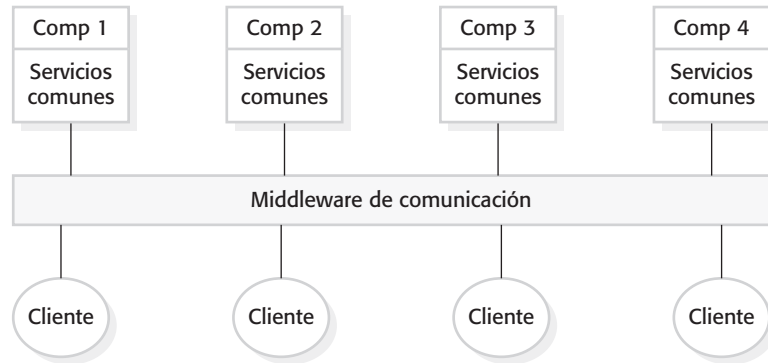 Comp 1
Servicios
comunes
Comp 2
Servicios
comunes
Comp 3
Servicios
comunes
Comp 4
Servicios
comunes
Middleware de comunicación
Cliente
Cliente
Cliente
Cliente